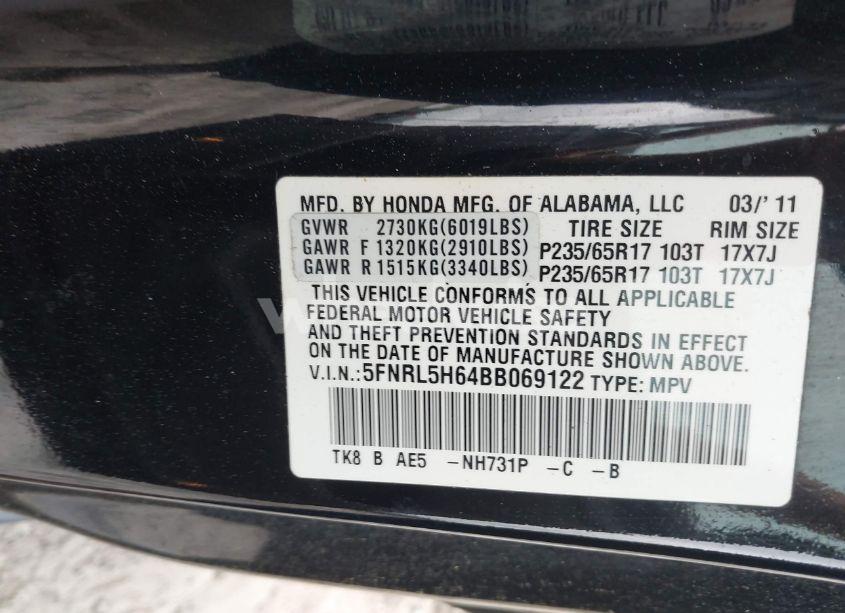 MFD. BY HONDA MFG. OF ALABAMA, LLC 03/' 11
GVWR 2730KG(6019LBS) TIRE SIZE RIM SIZE
GAWR F 1320KG(2910LBS) P235/65R17 103T 17X7J
GAWR R 1515KG(3340LBS) P235/65R17 103T 17X7J
THIS VEHICLE CONFORMS TO ALL APPLICABLE
FEDERAL MOTOR VEHICLE SAFETY
AND THEFT PREVENTION STANDARDS IN EFFECT
ON THE DATE OF MANUFACTURE SHOWN ABOVE.
V.I.N.:5FNRL5H64BB069122 TYPE: MPV
TK8 B AE5 -NH731P -C -B